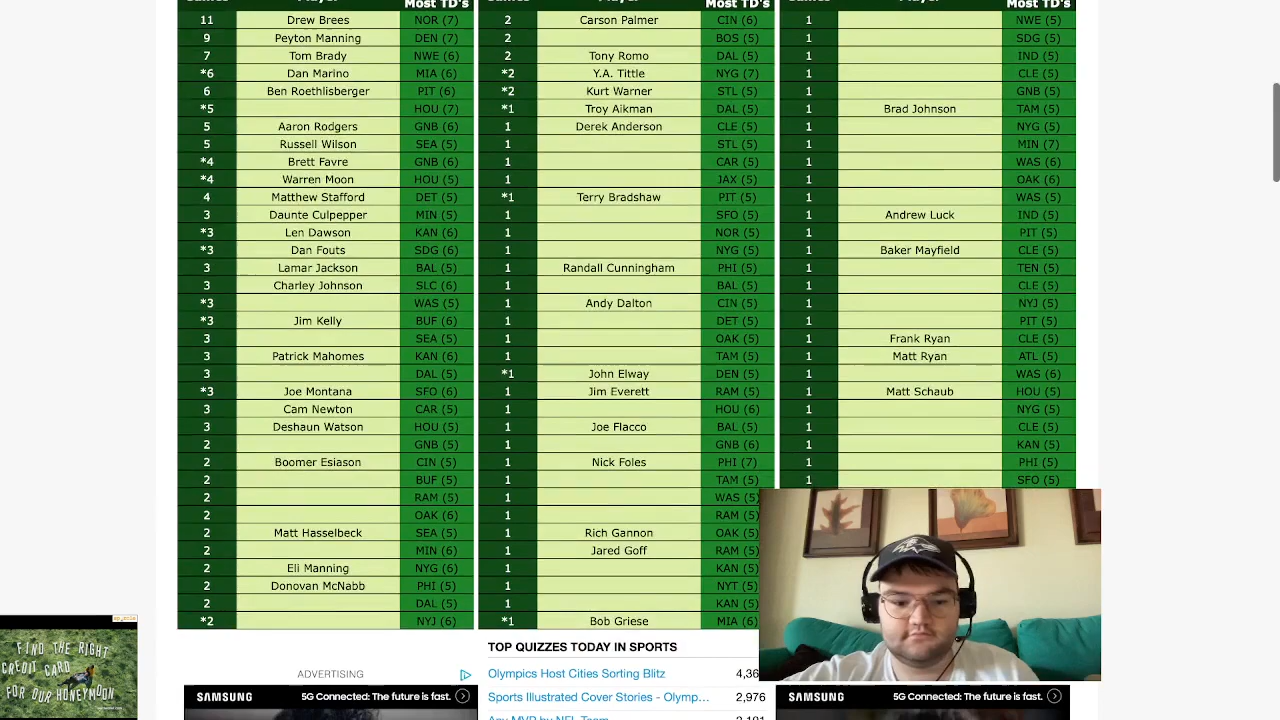 Most TD's Most TD's Most TD's
11 Drew Brees NOR (7) 2 Carson Palmer CIN (6) 1 NWE (5)
9 Peyton Manning DEN (7) 2 BOS (5) 1 SDG (5)
7 Tom Brady NWE (6) 2 Tony Romo DAL (5) 1 IND (5)
*6 Dan Marino MIA (6) *2 Y.A. Tittle NYG (7) 1 CLE (5)
6 Ben Roethlisberger PIT (6) *2 Kurt Warner STL (5) 1 GNB (5)
*5 HOU (7) *1 Troy Aikman DAL (5) 1 Brad Johnson TAM (5)
5 Aaron Rodgers GNB (6) 1 Derek Anderson CLE (5) 1 NYG (5)
5 Russell Wilson SEA (5) 1 STL (5) 1 MIN (7)
*4 Brett Favre GNB (6) 1 CAR (5) 1 WAS (6)
*4 Warren Moon HOU (5) 1 JAX (5) 1 OAK (6)
4 Matthew Stafford DET (5) *1 Terry Bradshaw PIT (5) 1 WAS (5)
3 Daunte Culpepper MIN (5) 1 SFO (5) 1 Andrew Luck IND (5)
*3 Len Dawson KAN (6) 1 NOR (5) 1 PIT (5)
*3 Dan Fouts SDG (6) 1 NYG (5) 1 Baker Mayfield CLE (5)
3 Lamar Jackson BAL (5) 1 Randall Cunningham PHI (5) 1 TEN (5)
3 Charley Johnson SLC (6) 1 BAL (5) 1 CLE (5)
*3 WAS (5) 1 Andy Dalton CIN (5) 1 NYJ (5)
*3 Jim Kelly BUF (6) 1 DET (5) 1 PIT (5)
3 SEA (5) 1 OAK (5) 1 Frank Ryan CLE (5)
3 Patrick Mahomes KAN (6) 1 TAM (5) 1 Matt Ryan ATL (5)
3 DAL (5) *1 John Elway DEN (5) 1 WAS (6)
*3 Joe Montana SFO (6) 1 Jim Everett RAM (5) 1 Matt Schaub HOU (5)
3 Cam Newton CAR (5) 1 HOU (6) 1 NYG (5)
3 Deshaun Watson HOU (5) 1 Joe Flacco BAL (5) 1 CLE (5)
2 GNB (5) 1 GNB (6) 1 KAN (5)
2 Boomer Esiason CIN (5) 1 Nick Foles PHI (7) 1 PHI (5)
2 BUF (5) 1 TAM (5) 1 SFO (5)
2 RAM (5) 1 WAS (5)
2 OAK (6) 1 RAM (5)
2 Matt Hasselbeck SEA (5) 1 Rich Gannon OAK (5)
2 MIN (6) 1 Jared Goff RAM (5)
2 Eli Manning NYG (6) 1 KAN (5)
2 Donovan McNabb PHI (5) 1 NYT (5)
2 DAL (5) 1 KAN (5)
*2 NYJ (6) *1 Bob Griese MIA (6)
TOP QUIZZES TODAY IN SPORTS
ADVERTISING
Olympics Host Cities Sorting Blitz 4,36
Sports Illustrated Cover Stories - Olymp… 2,976
Any MVP by NFL Team
SAMSUNG 5G Connected: The future is fast.
SAMSUNG 5G Connected: The future is fast.
FIND THE RIGHT
CREDIT CARD
FOR OUR HONEYMOON